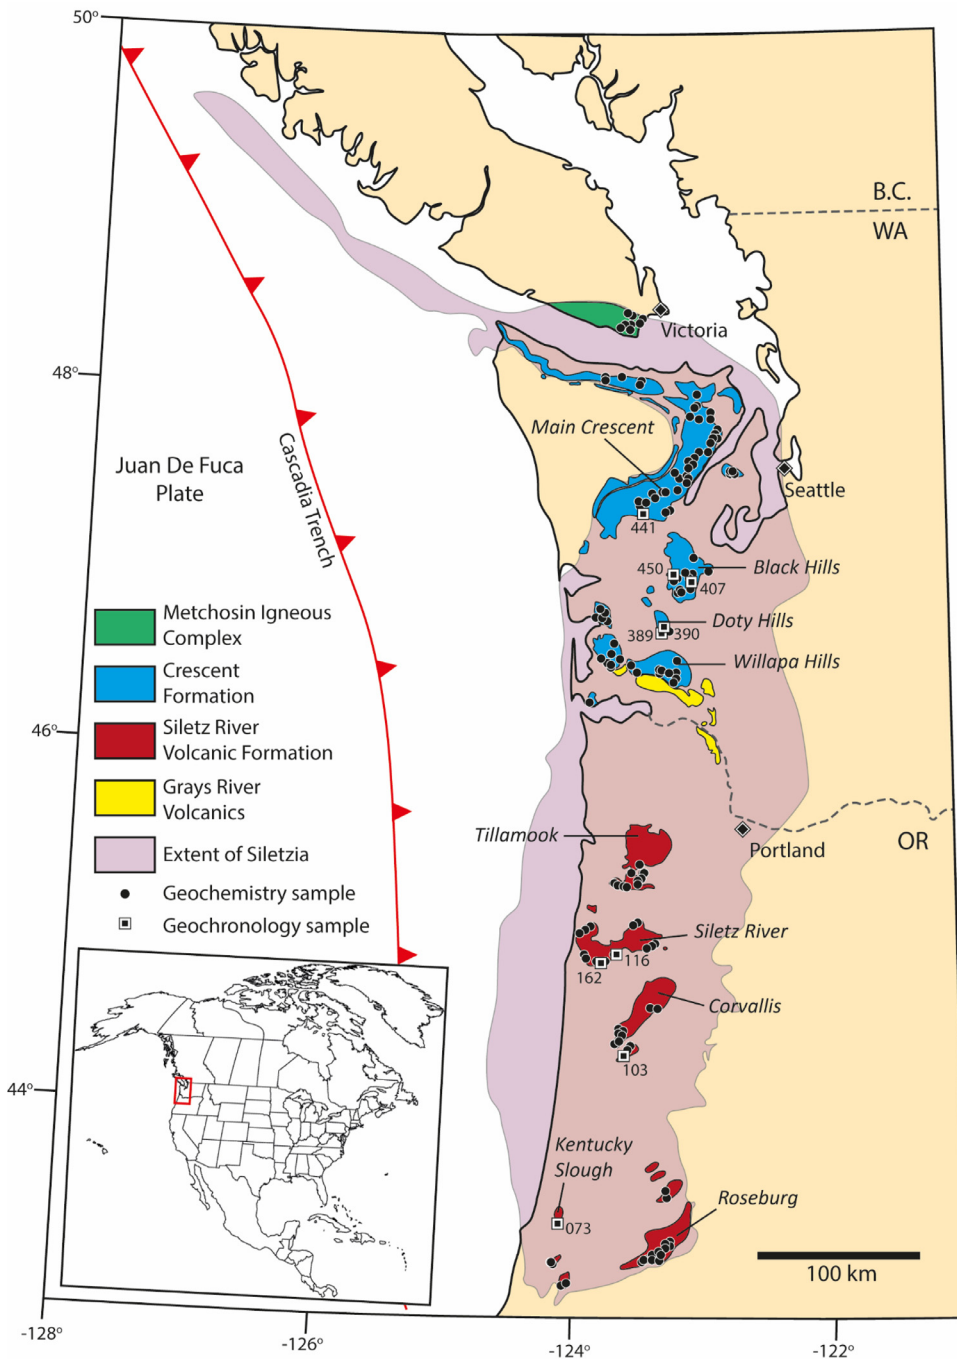 50°
B.C.
WA
Victoria
48°
Main Crescent
Juan De Fuca
Plate
Cascadia Trench
Seattle
441
450
Black Hills
407
Metchosin Igneous
Complex
Doty Hills
389
390
Crescent
Formation
Willapa Hills
46°
Siletz River
Volcanic Formation
Grays River
Volcanics
Tillamook
OR
Portland
Extent of Siletzia
Geochemistry sample
Geochronology sample
Siletz River
116
162
Corvallis
103
44°
Kentucky
Slough
Roseburg
073
100 km
-128°
-126°
-124°
-122°